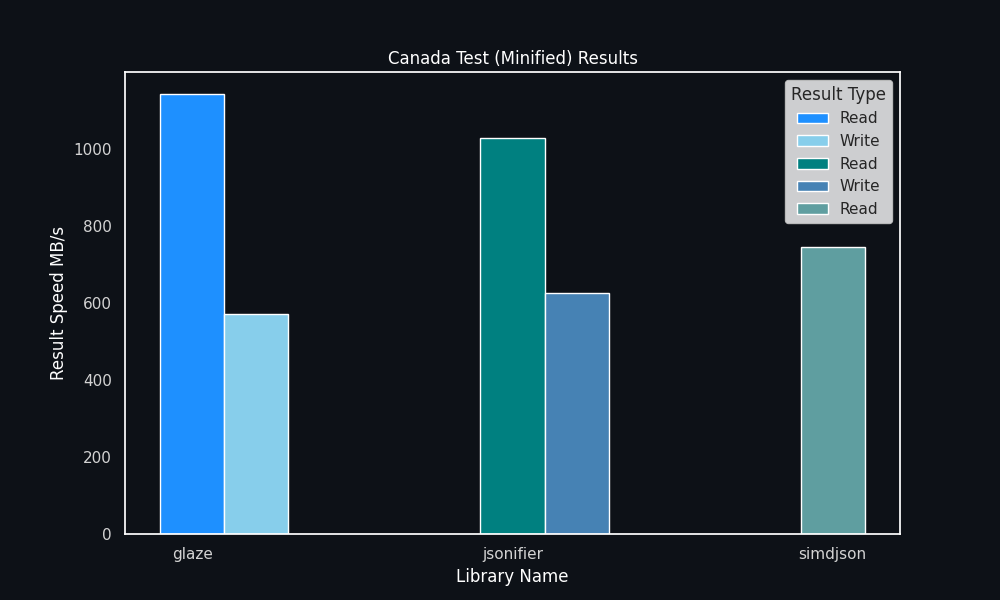 Canada Test (Minified) Results
Result Type
Read
Write
Read
Write
Read
Result Speed MB/s
1000
800
600
400
200
0
glaze
jsonifier
simdjson
Library Name